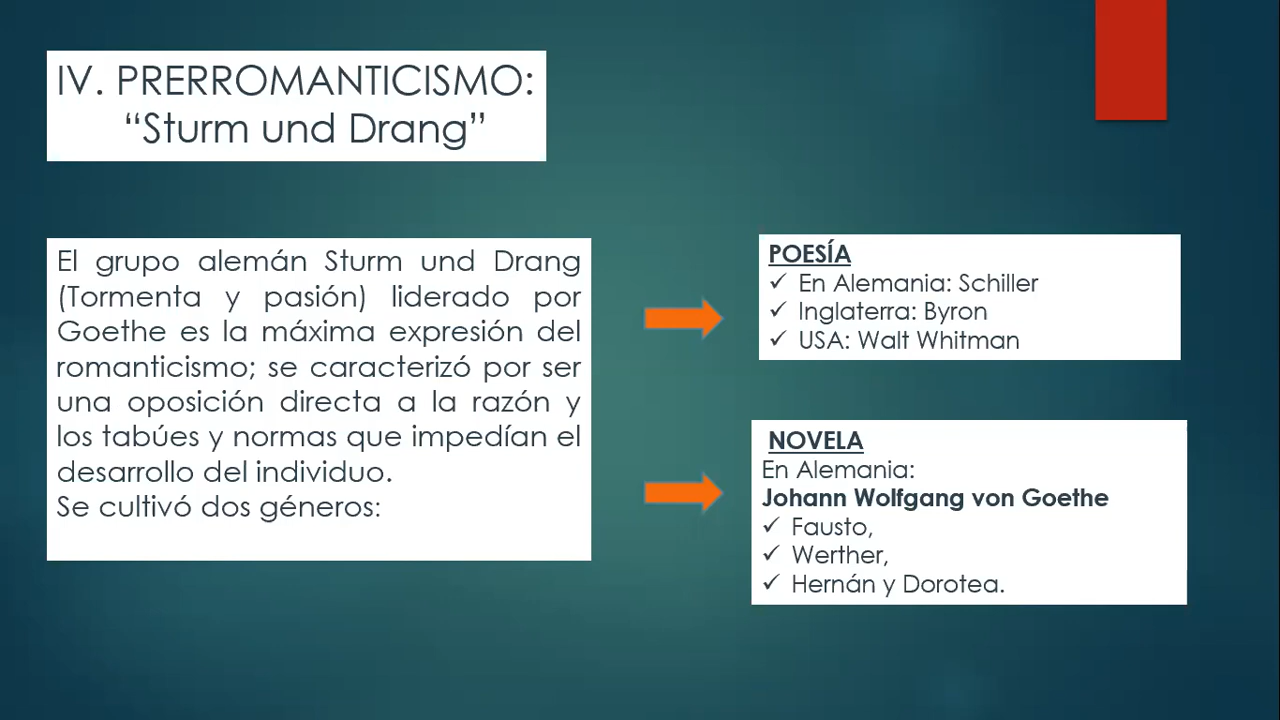 IV. PRERROMANTICISMO:
“Sturm und Drang”
El grupo alemán Sturm und Drang
(Tormenta y pasión) liderado por
Goethe es la máxima expresión del
romanticismo; se caracterizó por ser
una oposición directa a la razón y
los tabúes y normas que impedían el
desarrollo del individuo.
Se cultivó dos géneros:
POESÍA
✓ En Alemania: Schiller
✓ Inglaterra: Byron
✓ USA: Walt Whitman
NOVELA
En Alemania:
Johann Wolfgang von Goethe
✓ Fausto,
✓ Werther,
✓ Hernán y Dorotea.